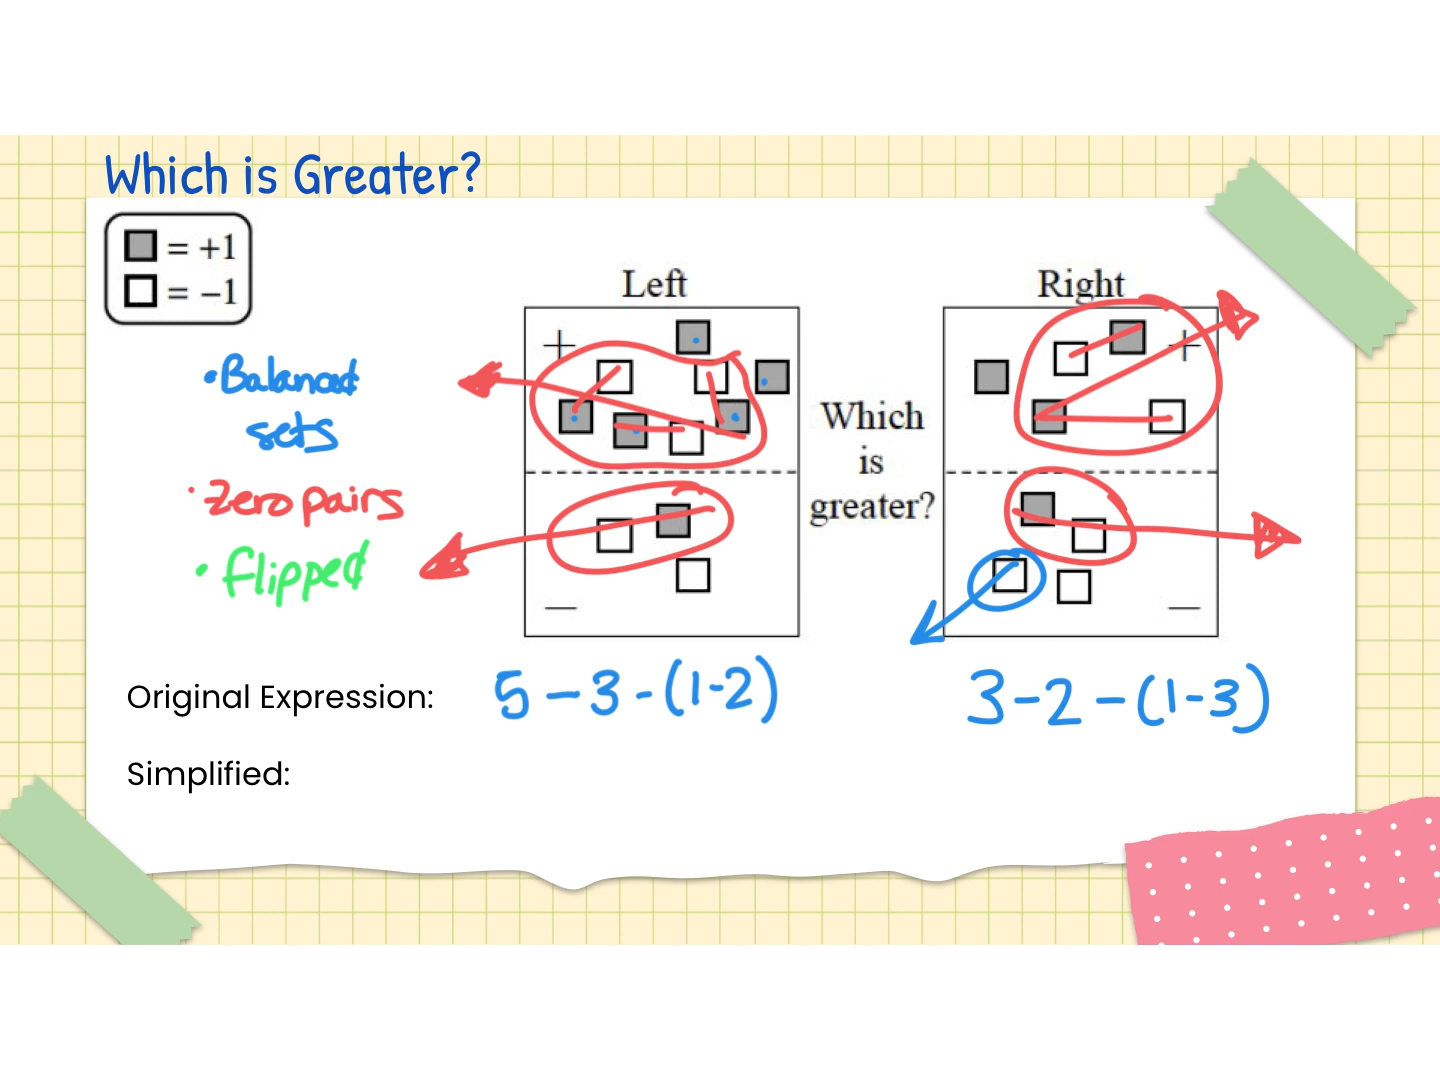 Which is Greater?
= +1
= −1
Left
Right
+
+
•Balanced
sets
• Zero pairs
• flipped
Which
is
greater?
−
−
Original Expression: 5 - 3 - (1-2) 3-2-(1-3)
Simplified: